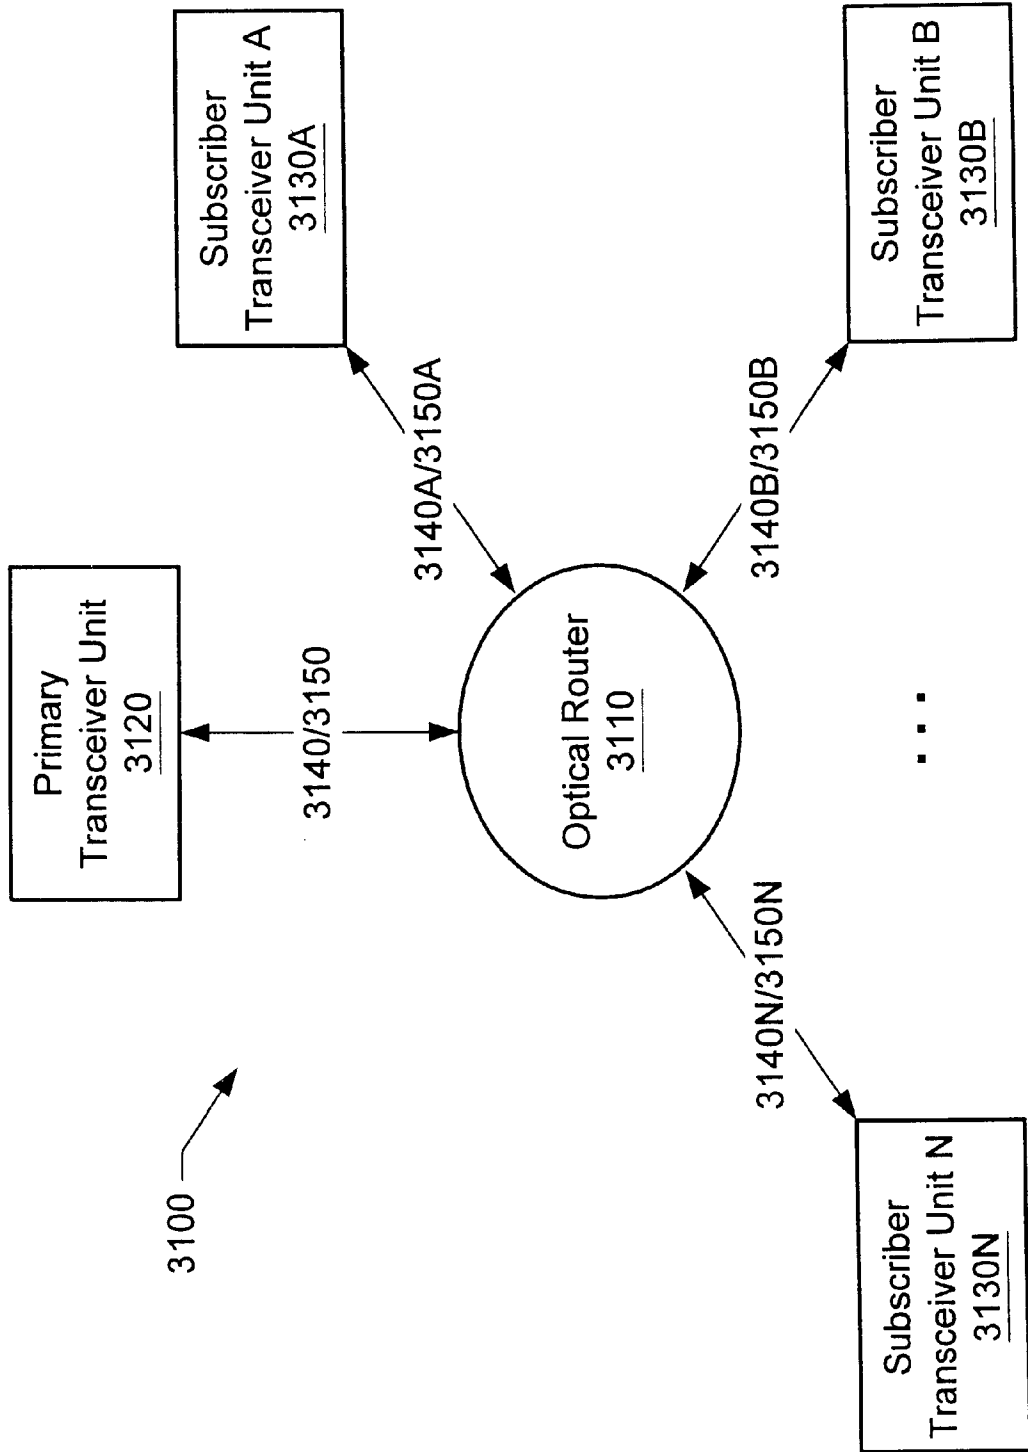 3100
Primary
Transceiver Unit
3120
3140/3150
Subscriber
Transceiver Unit A
3130A
3140A/3150A
Optical Router
3110
3140N/3150N
3140B/3150B
Subscriber
Transceiver Unit N
3130N
...
Subscriber
Transceiver Unit B
3130B